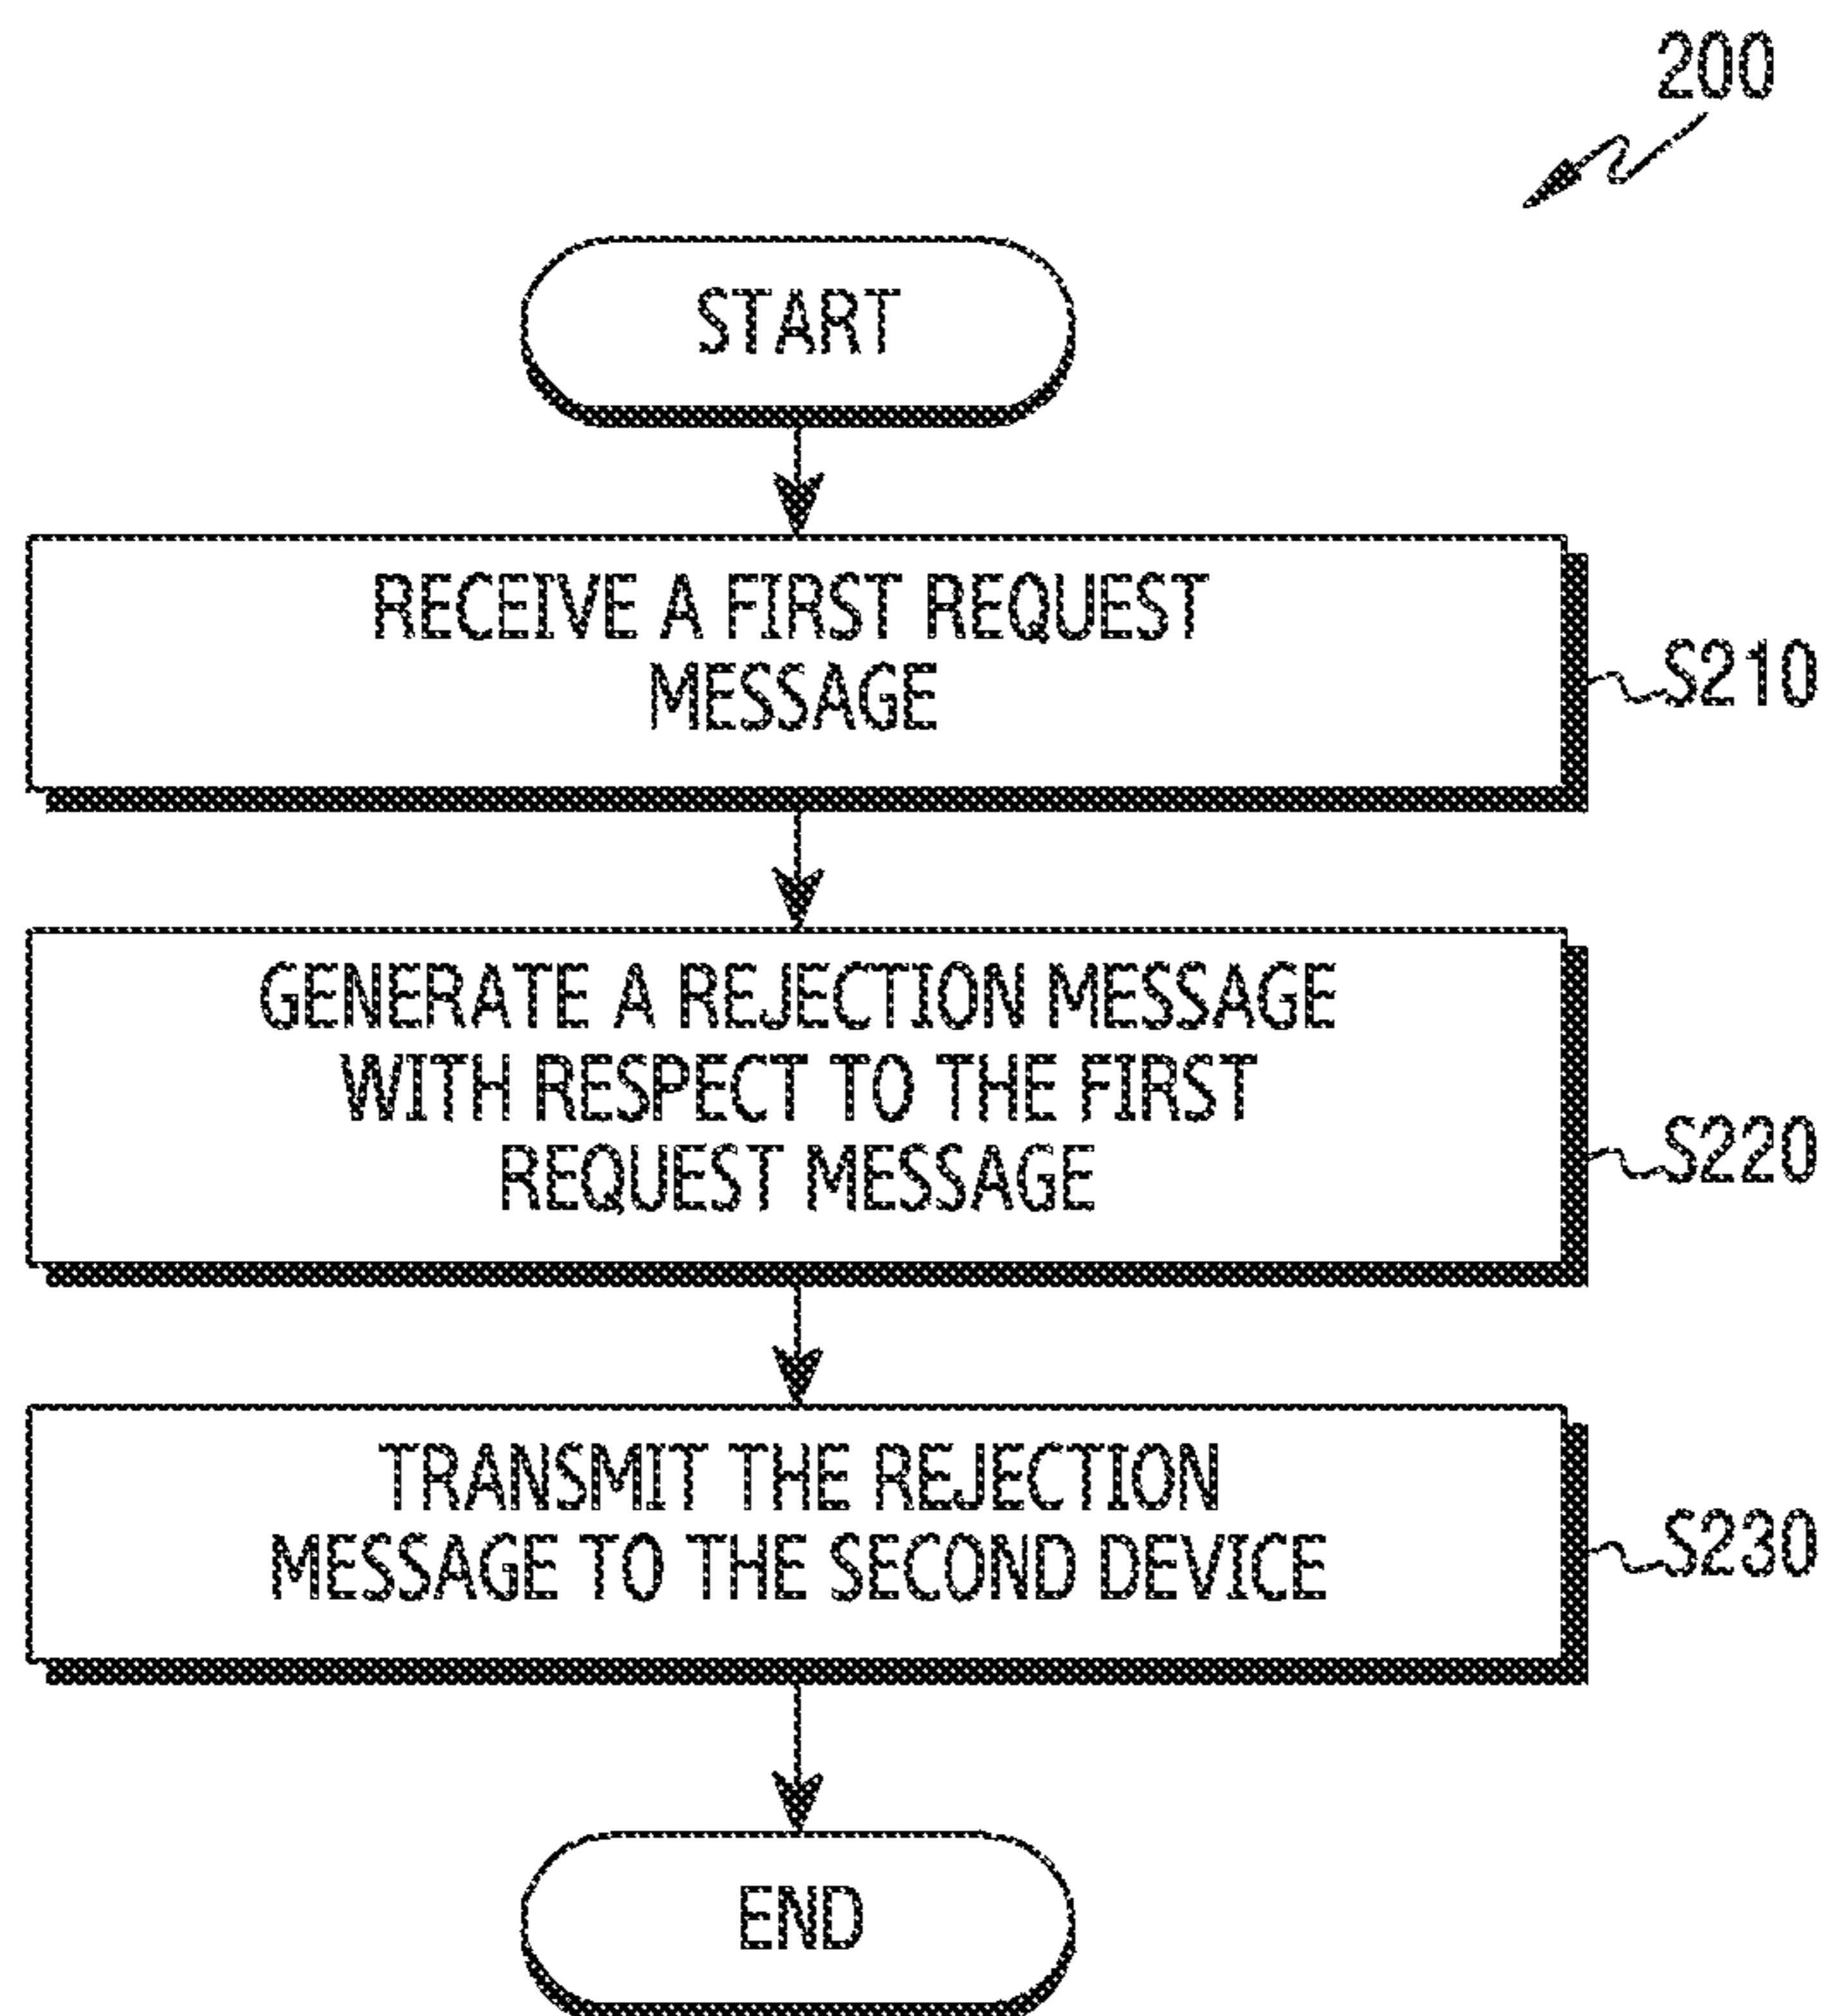 200
START
RECEIVE A FIRST REQUEST
MESSAGE
S210
GENERATE A REJECTION MESSAGE
WITH RESPECT TO THE FIRST
REQUEST MESSAGE
S220
TRANSMIT THE REJECTION
MESSAGE TO THE SECOND DEVICE
S230
END